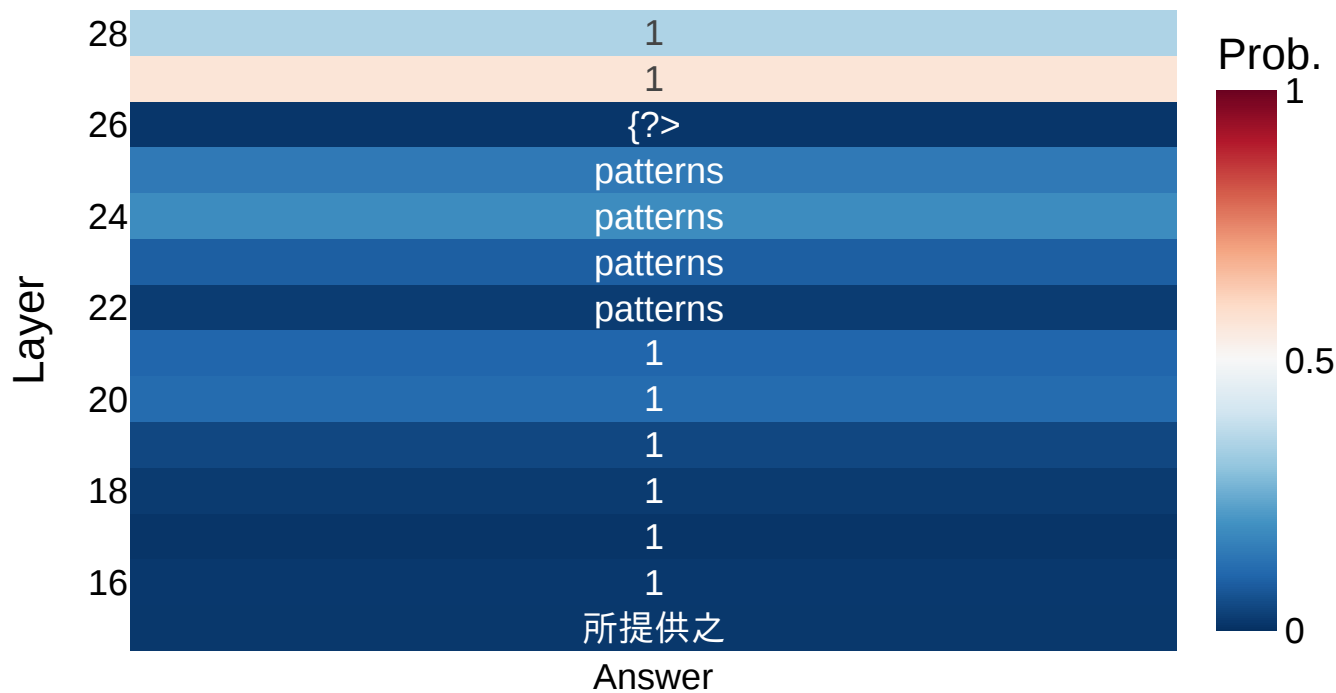 28
1
Prob.
1
1
26
{?>
patterns
24
patterns
patterns
22
patterns
Layer
1
0.5
20
1
1
18
1
1
16
1
所提供之
0
Answer